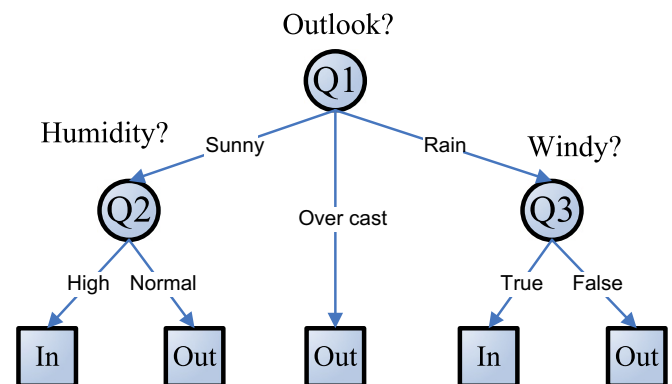 Outlook?
Q1
Humidity?
Sunny
Rain
Windy?
Q2
Over cast
Q3
High
Normal
True
False
In
Out
Out
In
Out